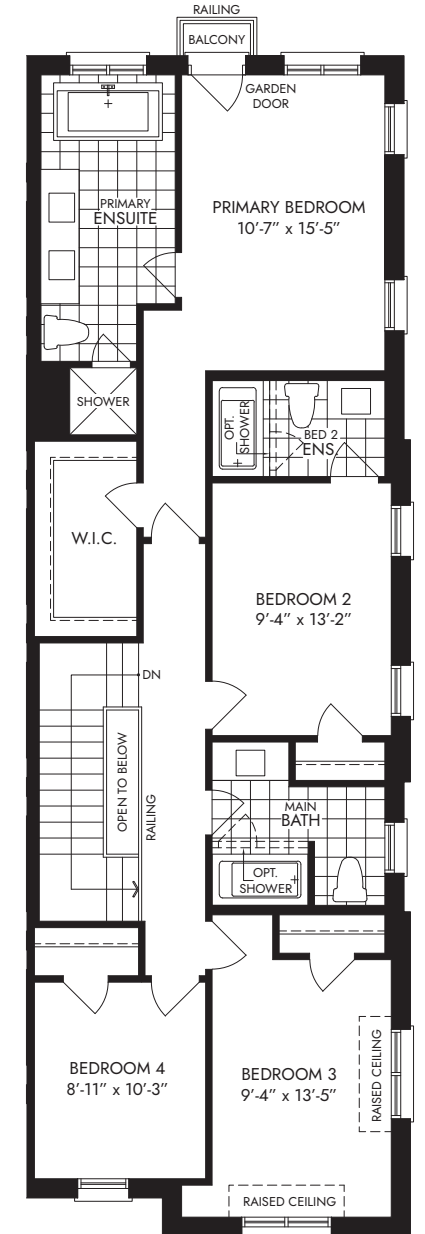 RAILING
BALCONY
GARDEN
DOOR
PRIMARY
ENSUITE
PRIMARY BEDROOM
10'-7" x 15'-5"
SHOWER
OPT.
SHOWER
BED 2
ENS.
W.I.C.
BEDROOM 2
9'-4" x 13'-2"
DN
OPEN TO BELOW
RAILING
MAIN
BATH
OPT.
SHOWER
BEDROOM 4
8'-11" x 10'-3"
BEDROOM 3
9'-4" x 13'-5"
RAISED CEILING
RAISED CEILING